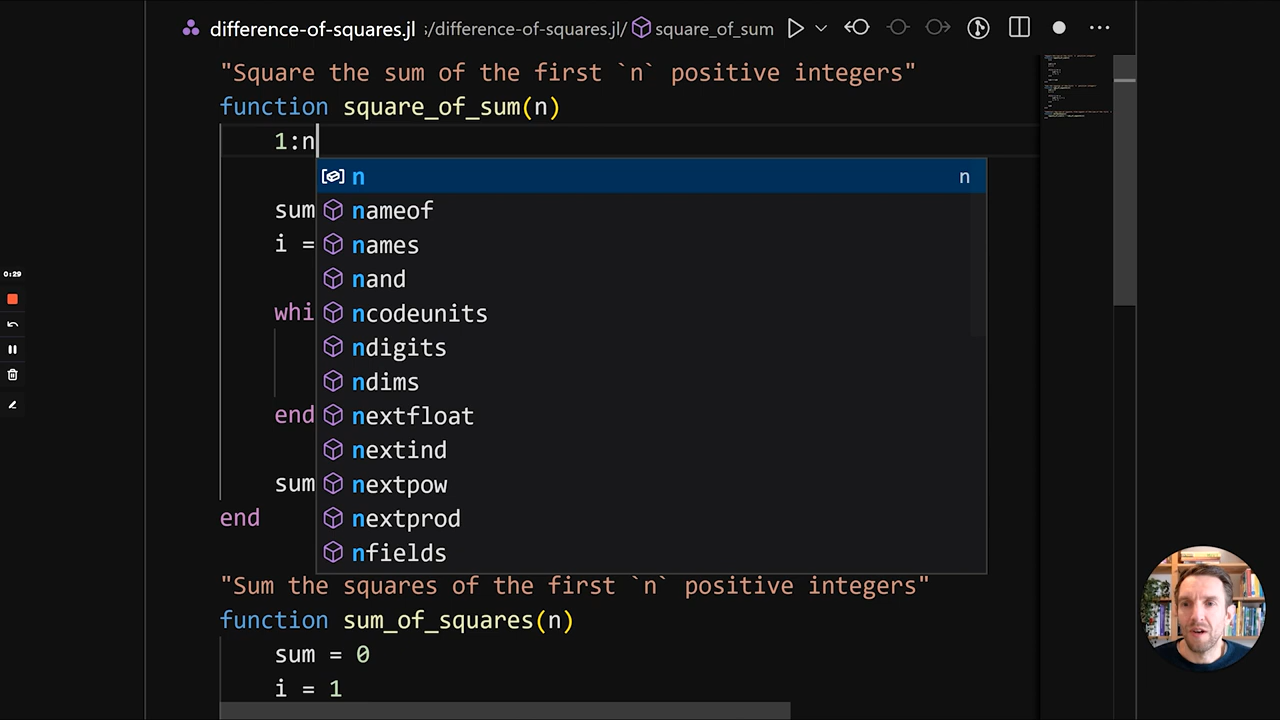 difference-of-squares.jl :/difference-of-squares.jl/ square_of_sum
"Square the sum of the first `n` positive integers"
function square_of_sum(n)
1:n
n n
nameof
sum
names
i =
nand
ncodeunits
whi
ndigits
ndims
nextfloat
end
nextind
nextpow
sum
nextprod
end
nfields
"Sum the squares of the first `n` positive integers"
function sum_of_squares(n)
sum = 0
i = 1
0:29